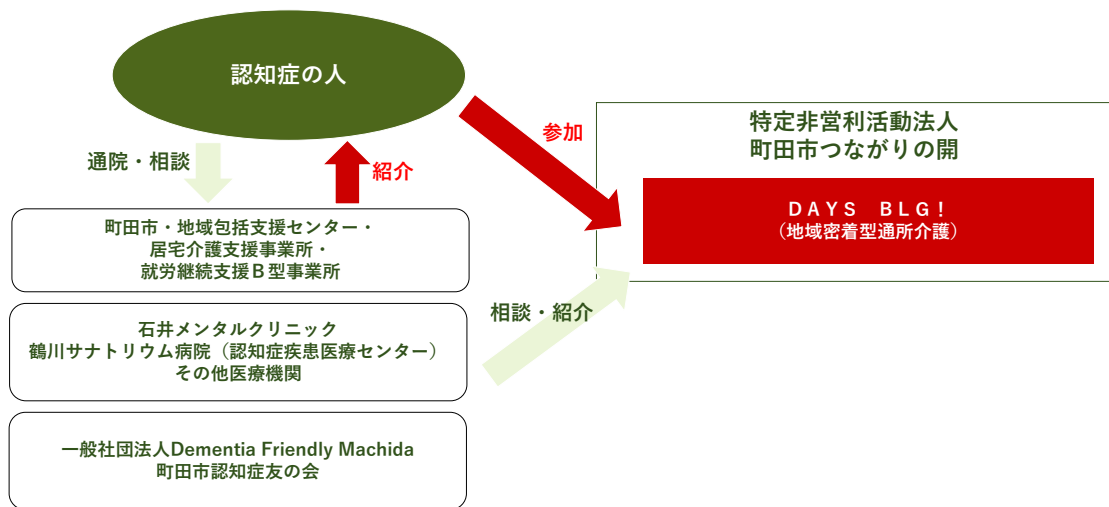 認知症の人
参加
特定非営利活動法人
町田市つながりの開
ＤＡＹＳ　ＢＬＧ！
（地域密着型通所介護）
通院・相談
紹介
町田市・地域包括支援センター・
居宅介護支援事業所・
就労継続支援Ｂ型事業所
相談・紹介
石井メンタルクリニック
鶴川サナトリウム病院（認知症疾患医療センター）
その他医療機関
一般社団法人Dementia Friendly Machida
町田市認知症友の会